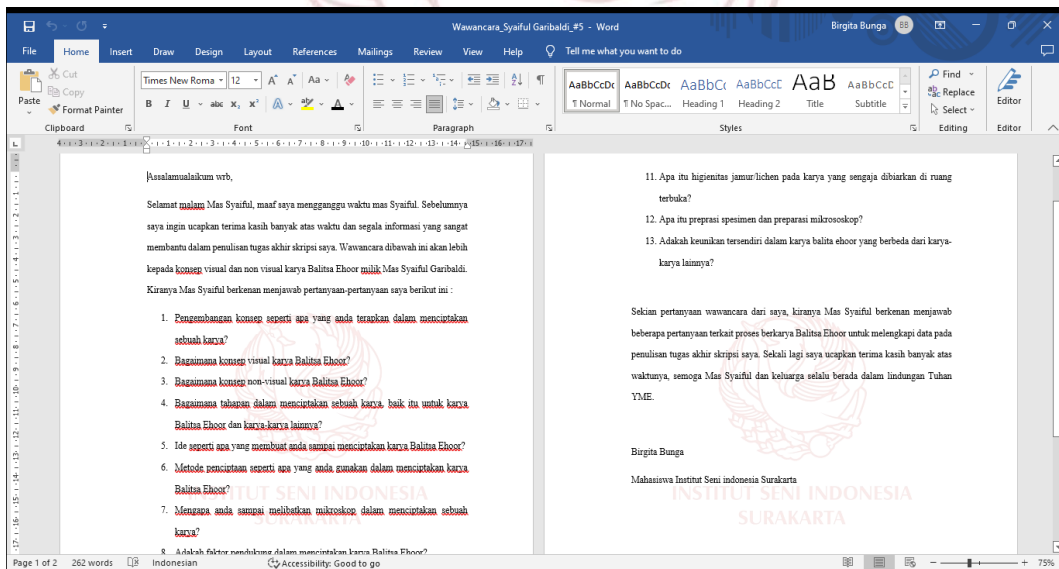 Wawancara_Syaiful Garibaldi_#5 - Word
Birgita Bunga
BB
File Home Insert Draw Design Layout References Mailings Review View Help Tell me what you want to do
Paste
Cut
Copy
Format Painter
Clipboard
Times New Roma 12
Font
Paragraph
AaBbCcDc AaBbCcDc AaBbCc AaBbCcD AaB AaBbCcD
¶ Normal ¶ No Spac... Heading 1 Heading 2 Title Subtitle
Styles
Find
Replace
Select
Editing
Editor
Editor
Assalamualaikum wrb,
Selamat malam Mas Syaiful, maaf saya mengganggu waktu mas Syaiful. Sebelumnya
saya ingin ucapkan terima kasih banyak atas waktu dan segala informasi yang sangat
membantu dalam penulisan tugas akhir skripsi saya. Wawancara dibawah ini akan lebih
kepada konsep visual dan non visual karya Balitsa Ehoor milik Mas Syaiful Garibaldi.
Kiranya Mas Syaiful berkenan menjawab pertanyaan-pertanyaan saya berikut ini :
1. Pengembangan konsep seperti apa yang anda terapkan dalam menciptakan
sebuah karya?
2. Bagaimana konsep visual karya Balitsa Ehoor?
3. Bagaimana konsep non-visual karya Balitsa Ehoor?
4. Bagaimana tahapan dalam menciptakan sebuah karya, baik itu untuk karya
Balitsa Ehoor dan karya-karya lainnya?
5. Ide seperti apa yang membuat anda sampai menciptakan karya Balitsa Ehoor?
6. Metode penciptaan seperti apa yang anda gunakan dalam menciptakan karya
Balitsa Ehoor?
7. Mengapa anda sampai melibatkan mikroskop dalam menciptakan sebuah
karya?
8. Adakah faktor pendukung dalam menciptakan karya Balitsa Ehoor?
INSTITUT SENI INDONESIA
SURAKARTA
11. Apa itu higienitas jamur/lichen pada karya yang sengaja dibiarkan di ruang
terbuka?
12. Apa itu preprasi spesimen dan preparasi mikrososkop?
13. Adakah keunikan tersendiri dalam karya balita ehoor yang berbeda dari karya-
karya lainnya?
Sekian pertanyaan wawancara dari saya, kiranya Mas Syaiful berkenan menjawab
beberapa pertanyaan terkait proses berkarya Balitsa Ehoor untuk melengkapi data pada
penulisan tugas akhir skripsi saya. Sekali lagi saya ucapkan terima kasih banyak atas
waktunya, semoga Mas Syaiful dan keluarga selalu berada dalam lindungan Tuhan
YME.
Birgita Bunga
Mahasiswa Institut Seni indonesia Surakarta
INSTITUT SENI INDONESIA
SURAKARTA
Page 1 of 2 262 words Indonesian Accessibility: Good to go 75%